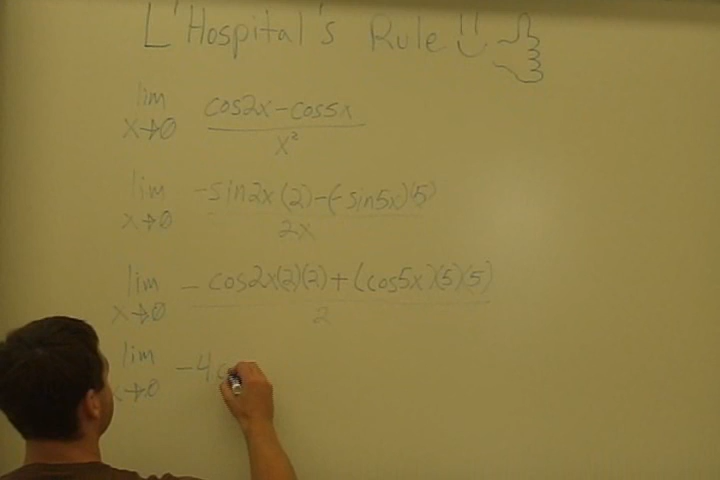 L'Hospital's Rule !!
lim x→0 cos2x-cos5x / x²
lim x→0 -sin2x(2)-(-sin5x)(5) / 2x
lim x→0 -cos2x(2)(2)+(cos5x)(5)(5) / 2
lim x→0 -4c